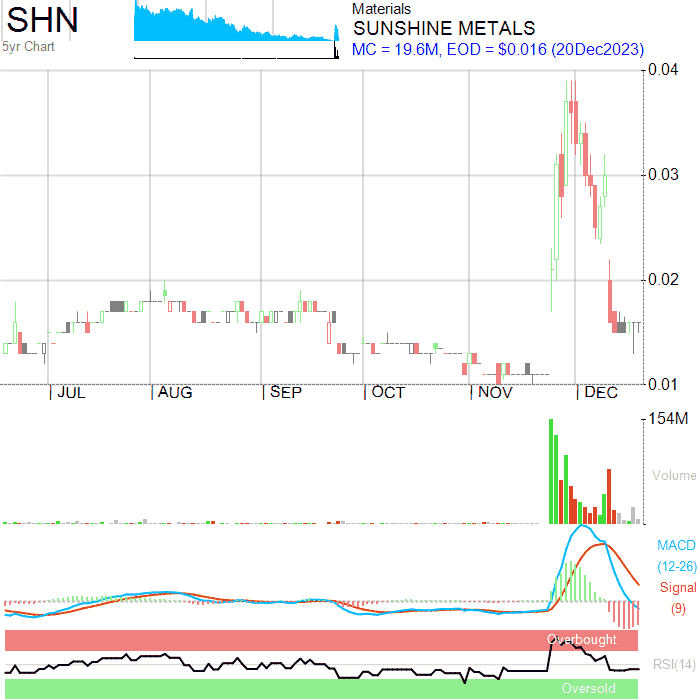 SHN
5yr Chart
Materials
SUNSHINE METALS
MC = 19.6M, EOD = $0.016 (20Dec2023)
0.04
0.03
0.02
0.01
JUL AUG SEP OCT NOV DEC
154M
Volume
MACD
(12-26)
Signal
(9)
Overbought
RSI(14)
Oversold